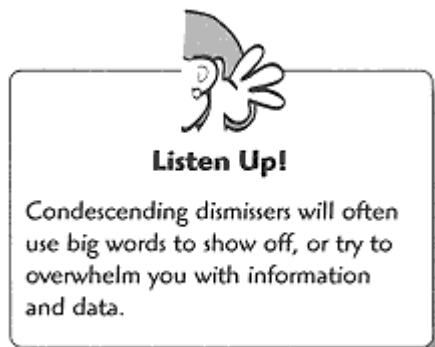 Listen Up!
Condescending dismissers will often
use big words to show off, or try to
overwhelm you with information
and data.